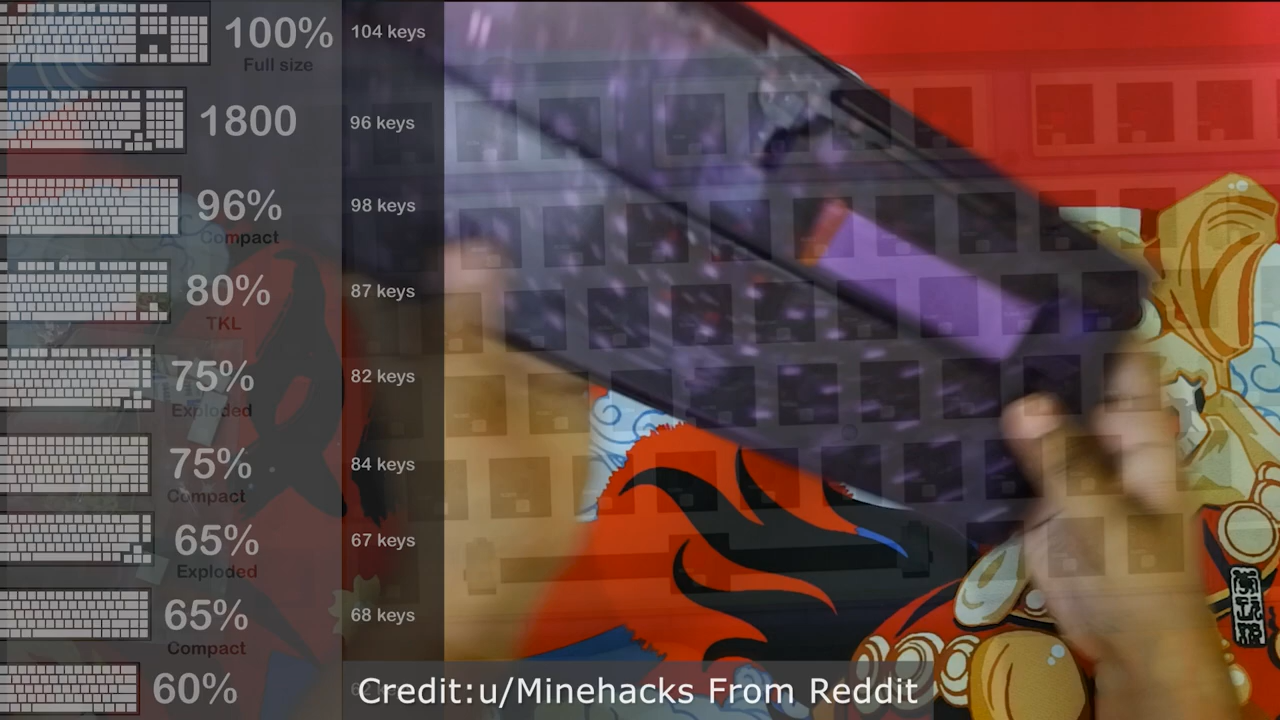 100% 104 keys
Full size
1800 96 keys
96% 98 keys
Compact
80% 87 keys
TKL
75% 82 keys
Exploded
75% 84 keys
Compact
65% 67 keys
Exploded
65% 68 keys
Compact
60%
Credit:u/Minehacks From Reddit